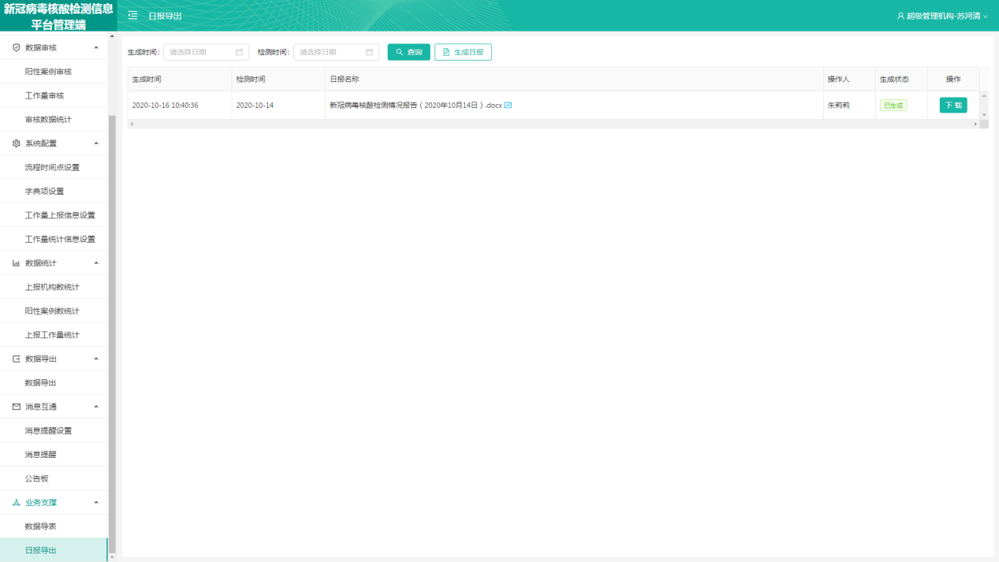 新冠病毒核酸检测信息
平台管理端
日报导出
超级管理机构-苏河清
数据审核
阳性案例审核
工作量审核
审核数据统计
系统配置
流程时间点设置
字典项设置
工作量上报信息设置
工作量统计信息设置
数据统计
上报机构数统计
阳性案例数统计
上报工作量统计
数据导出
数据导出
消息互通
消息提醒设置
消息提醒
公告板
业务支撑
数据导表
日报导出
生成时间: 请选择日期 检测时间: 请选择日期 查询 生成日报
生成时间 检测时间 日报名称 操作人 生成状态 操作
2020-10-16 10:40:36 2020-10-14 新冠病毒核酸检测情况报告（2020年10月14日）.docx 朱莉莉 已生成 下 载